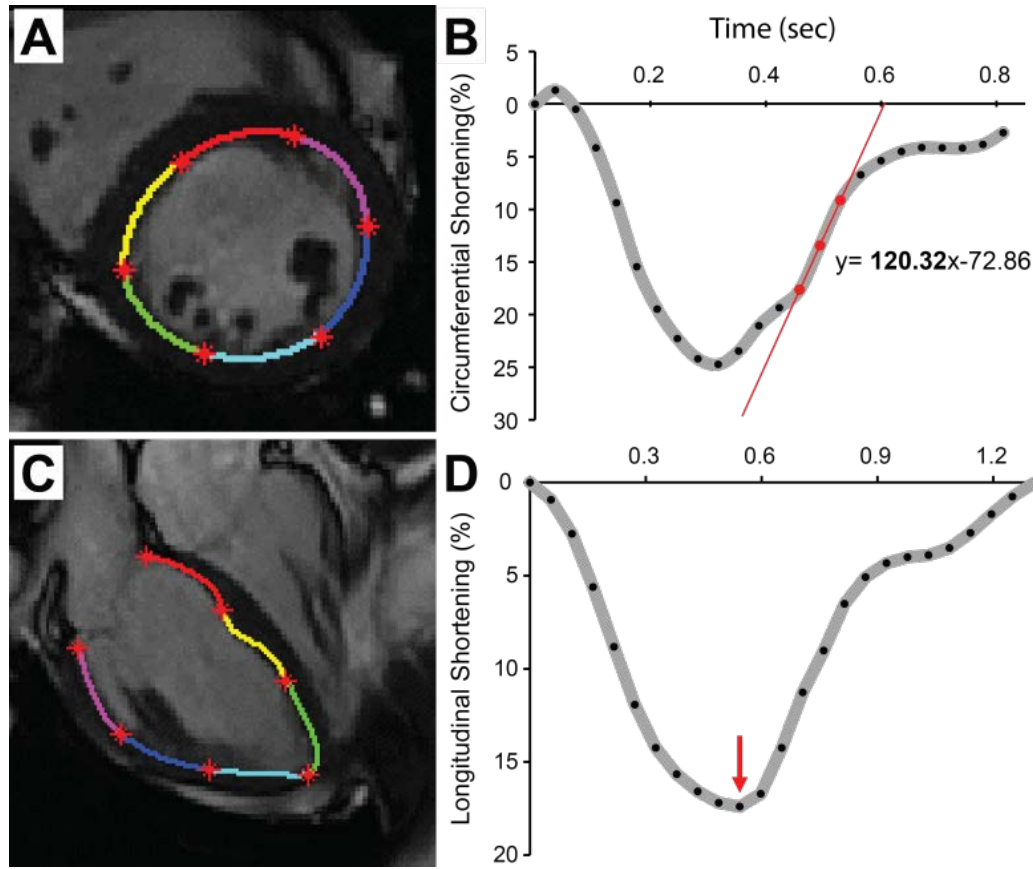 A
B
Time (sec)
Circumferential Shortening(%)
5
0
5
10
15
20
25
30
0.2
0.4
0.6
0.8
y= 120.32x-72.86
C
D
Longitudinal Shortening (%)
0
5
10
15
20
0.3
0.6
0.9
1.2